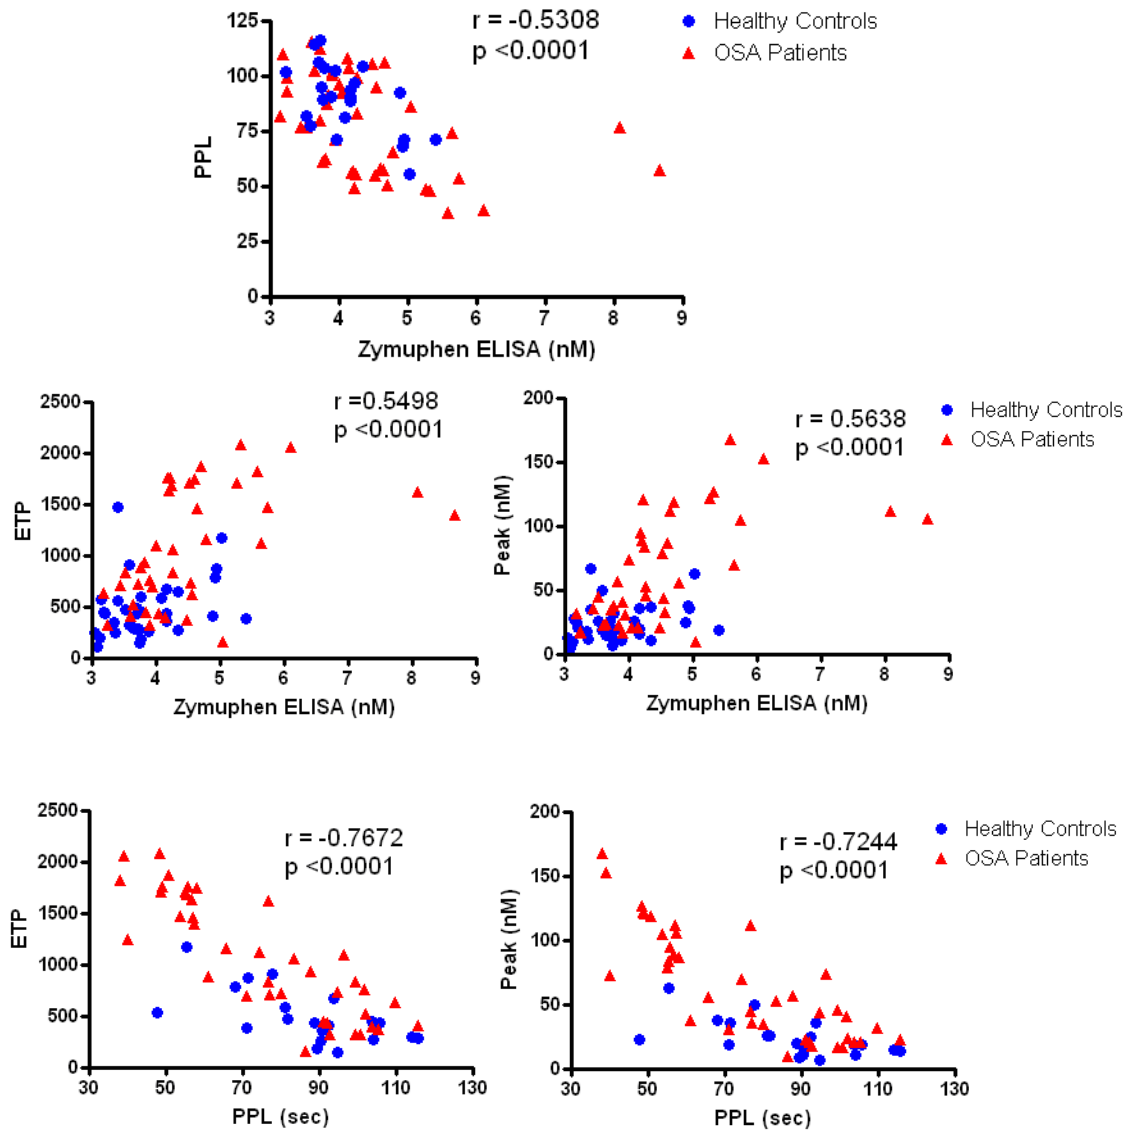 r = -0.5308
p <0.0001
Healthy Controls
OSA Patients
125
100
75
50
25
0
PPL
3 4 5 6 7 8 9
Zymuphen ELISA (nM)
r =0.5498
p <0.0001
2500
2000
1500
1000
500
0
ETP
3 4 5 6 7 8 9
Zymuphen ELISA (nM)
r = 0.5638
p <0.0001
Healthy Controls
OSA Patients
200
150
100
50
0
Peak (nM)
3 4 5 6 7 8 9
Zymuphen ELISA (nM)
r = -0.7672
p <0.0001
2500
2000
1500
1000
500
0
ETP
30 50 70 90 110 130
PPL (sec)
r = -0.7244
p <0.0001
Healthy Controls
OSA Patients
200
150
100
50
0
Peak (nM)
30 50 70 90 110 130
PPL (sec)